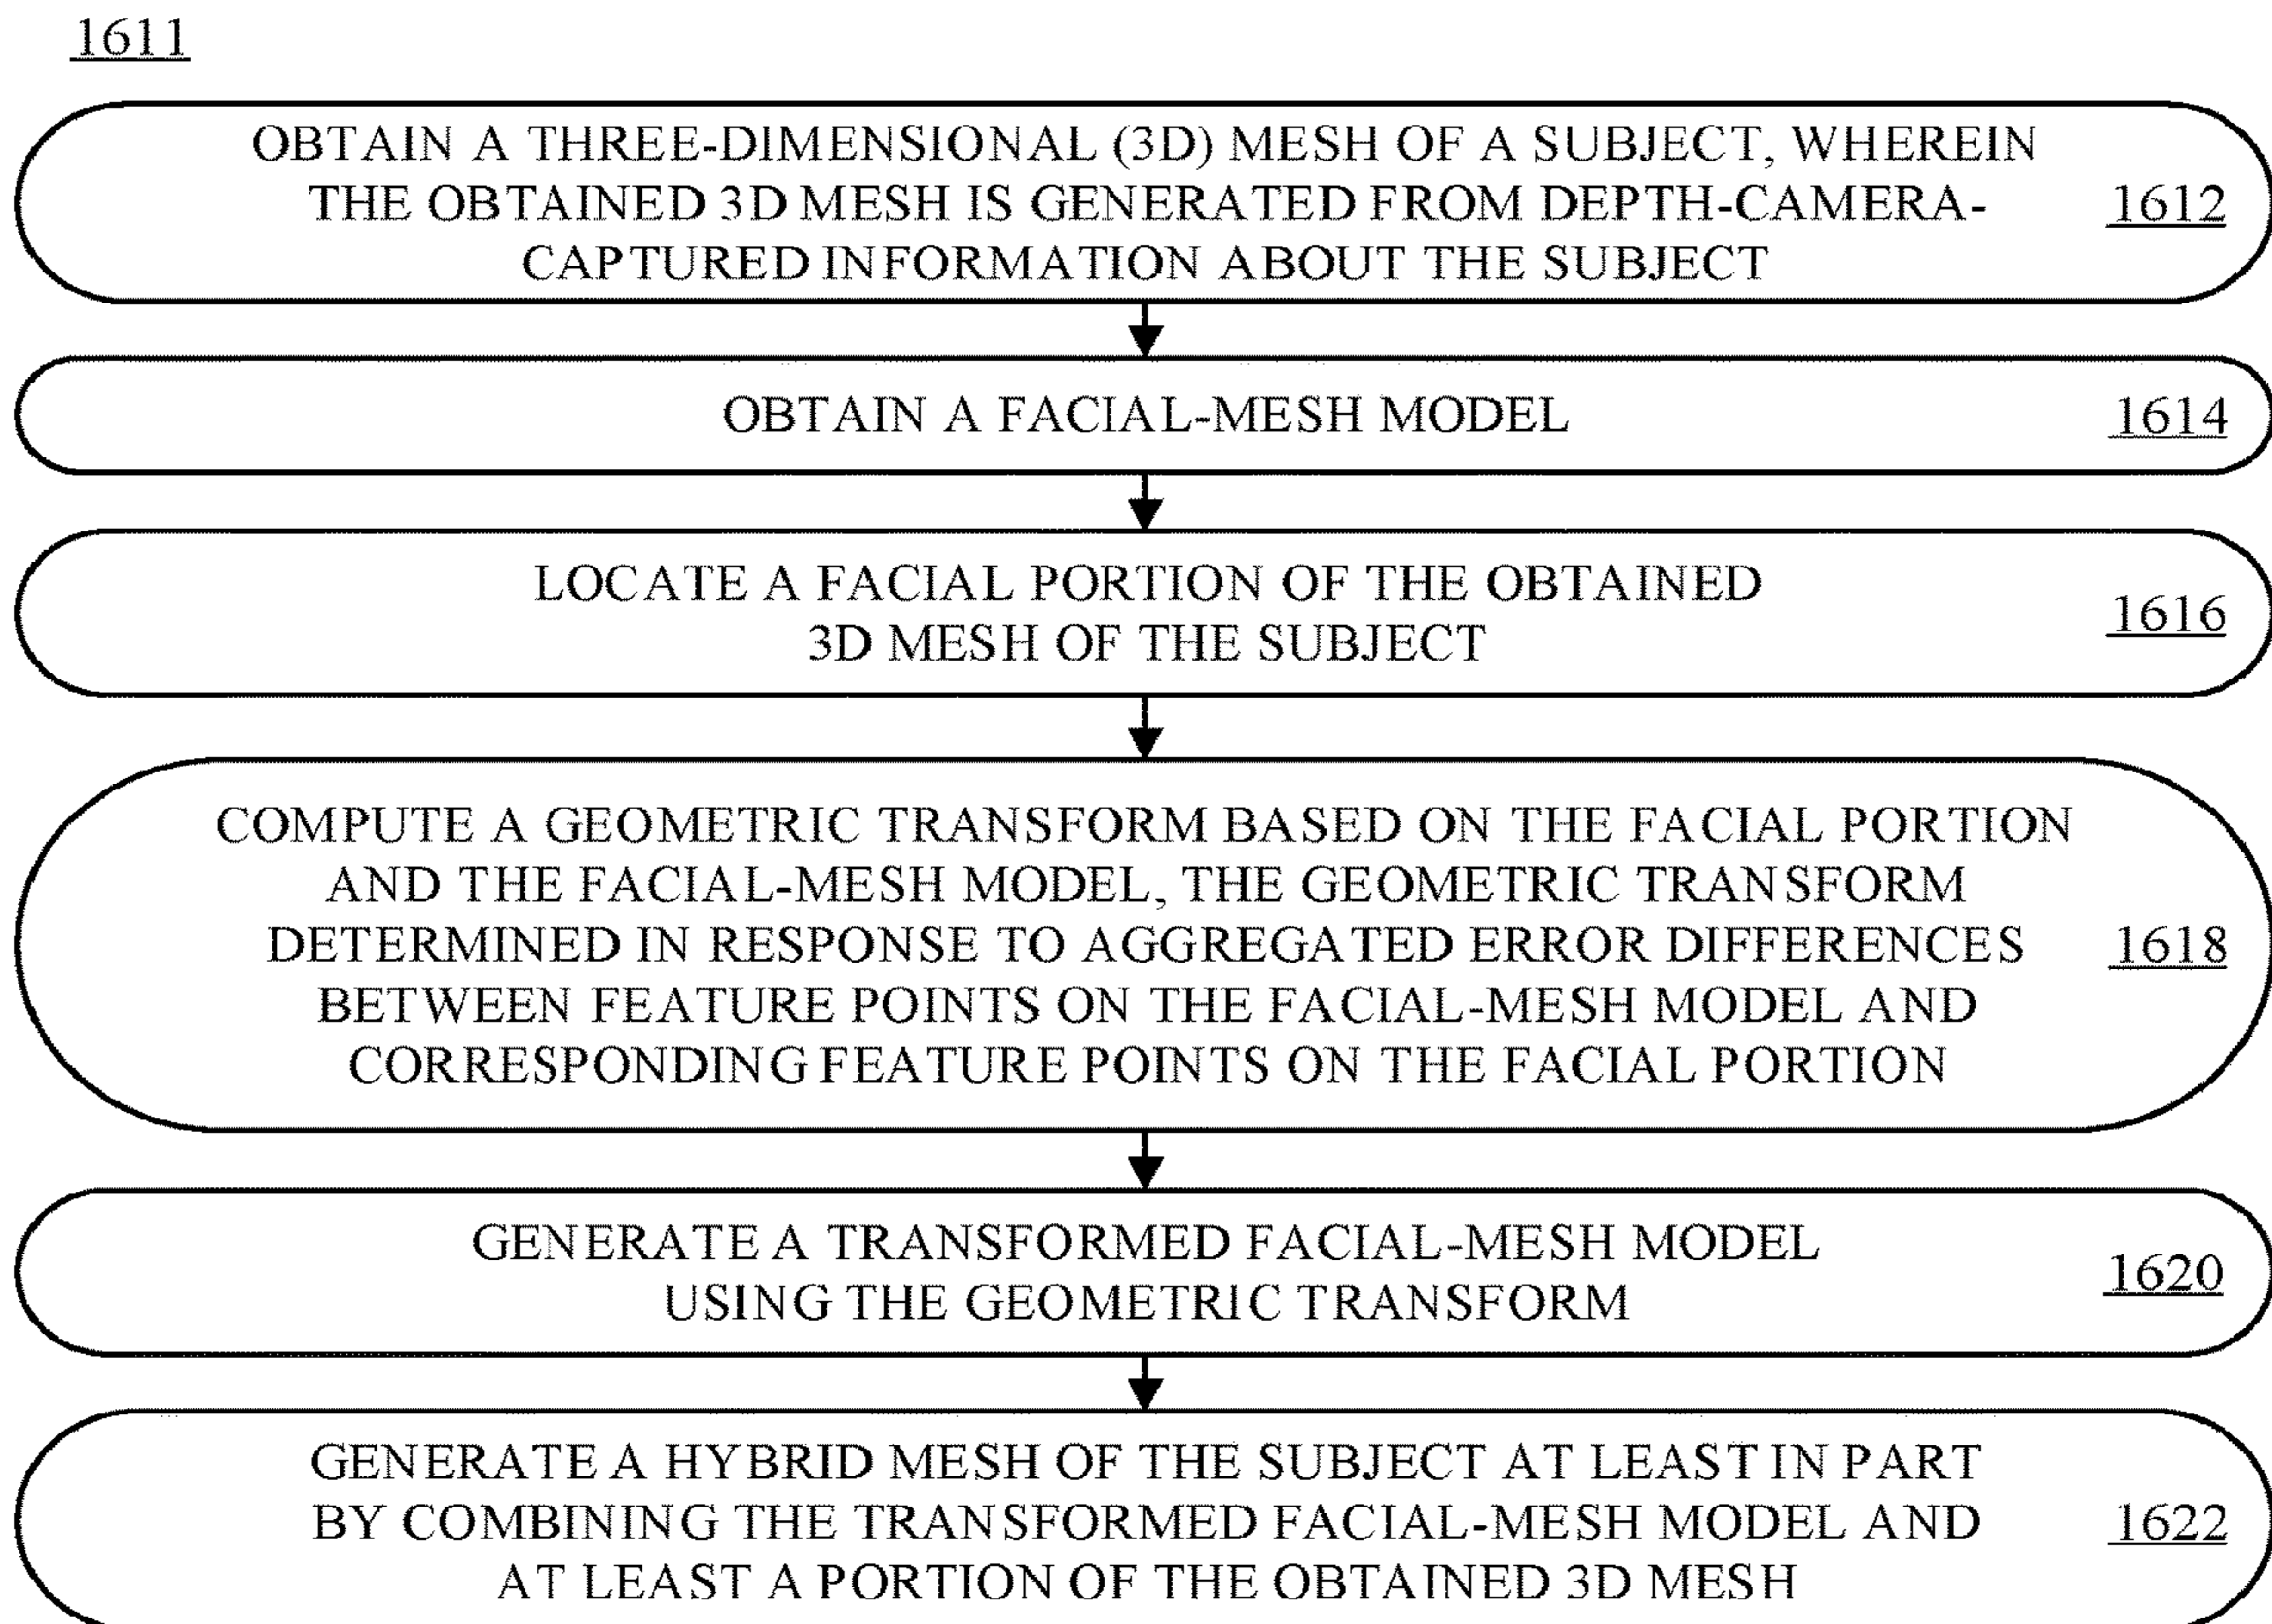 1611
OBTAIN A THREE-DIMENSIONAL (3D) MESH OF A SUBJECT, WHEREIN
THE OBTAINED 3D MESH IS GENERATED FROM DEPTH-CAMERA-
1612
CAPTURED INFORMATION ABOUT THE SUBJECT
OBTAIN A FACIAL-MESH MODEL
1614
LOCATE A FACIAL PORTION OF THE OBTAINED
1616
3D MESH OF THE SUBJECT
COMPUTE A GEOMETRIC TRANSFORM BASED ON THE FACIAL PORTION
AND THE FACIAL-MESH MODEL, THE GEOMETRIC TRANSFORM
DETERMINED IN RESPONSE TO AGGREGATED ERROR DIFFERENCES
1618
BETWEEN FEATURE POINTS ON THE FACIAL-MESH MODEL AND
CORRESPONDING FEATURE POINTS ON THE FACIAL PORTION
GENERATE A TRANSFORMED FACIAL-MESH MODEL
1620
USING THE GEOMETRIC TRANSFORM
GENERATE A HYBRID MESH OF THE SUBJECT AT LEAST IN PART
BY COMBINING THE TRANSFORMED FACIAL-MESH MODEL AND
1622
AT LEAST A PORTION OF THE OBTAINED 3D MESH